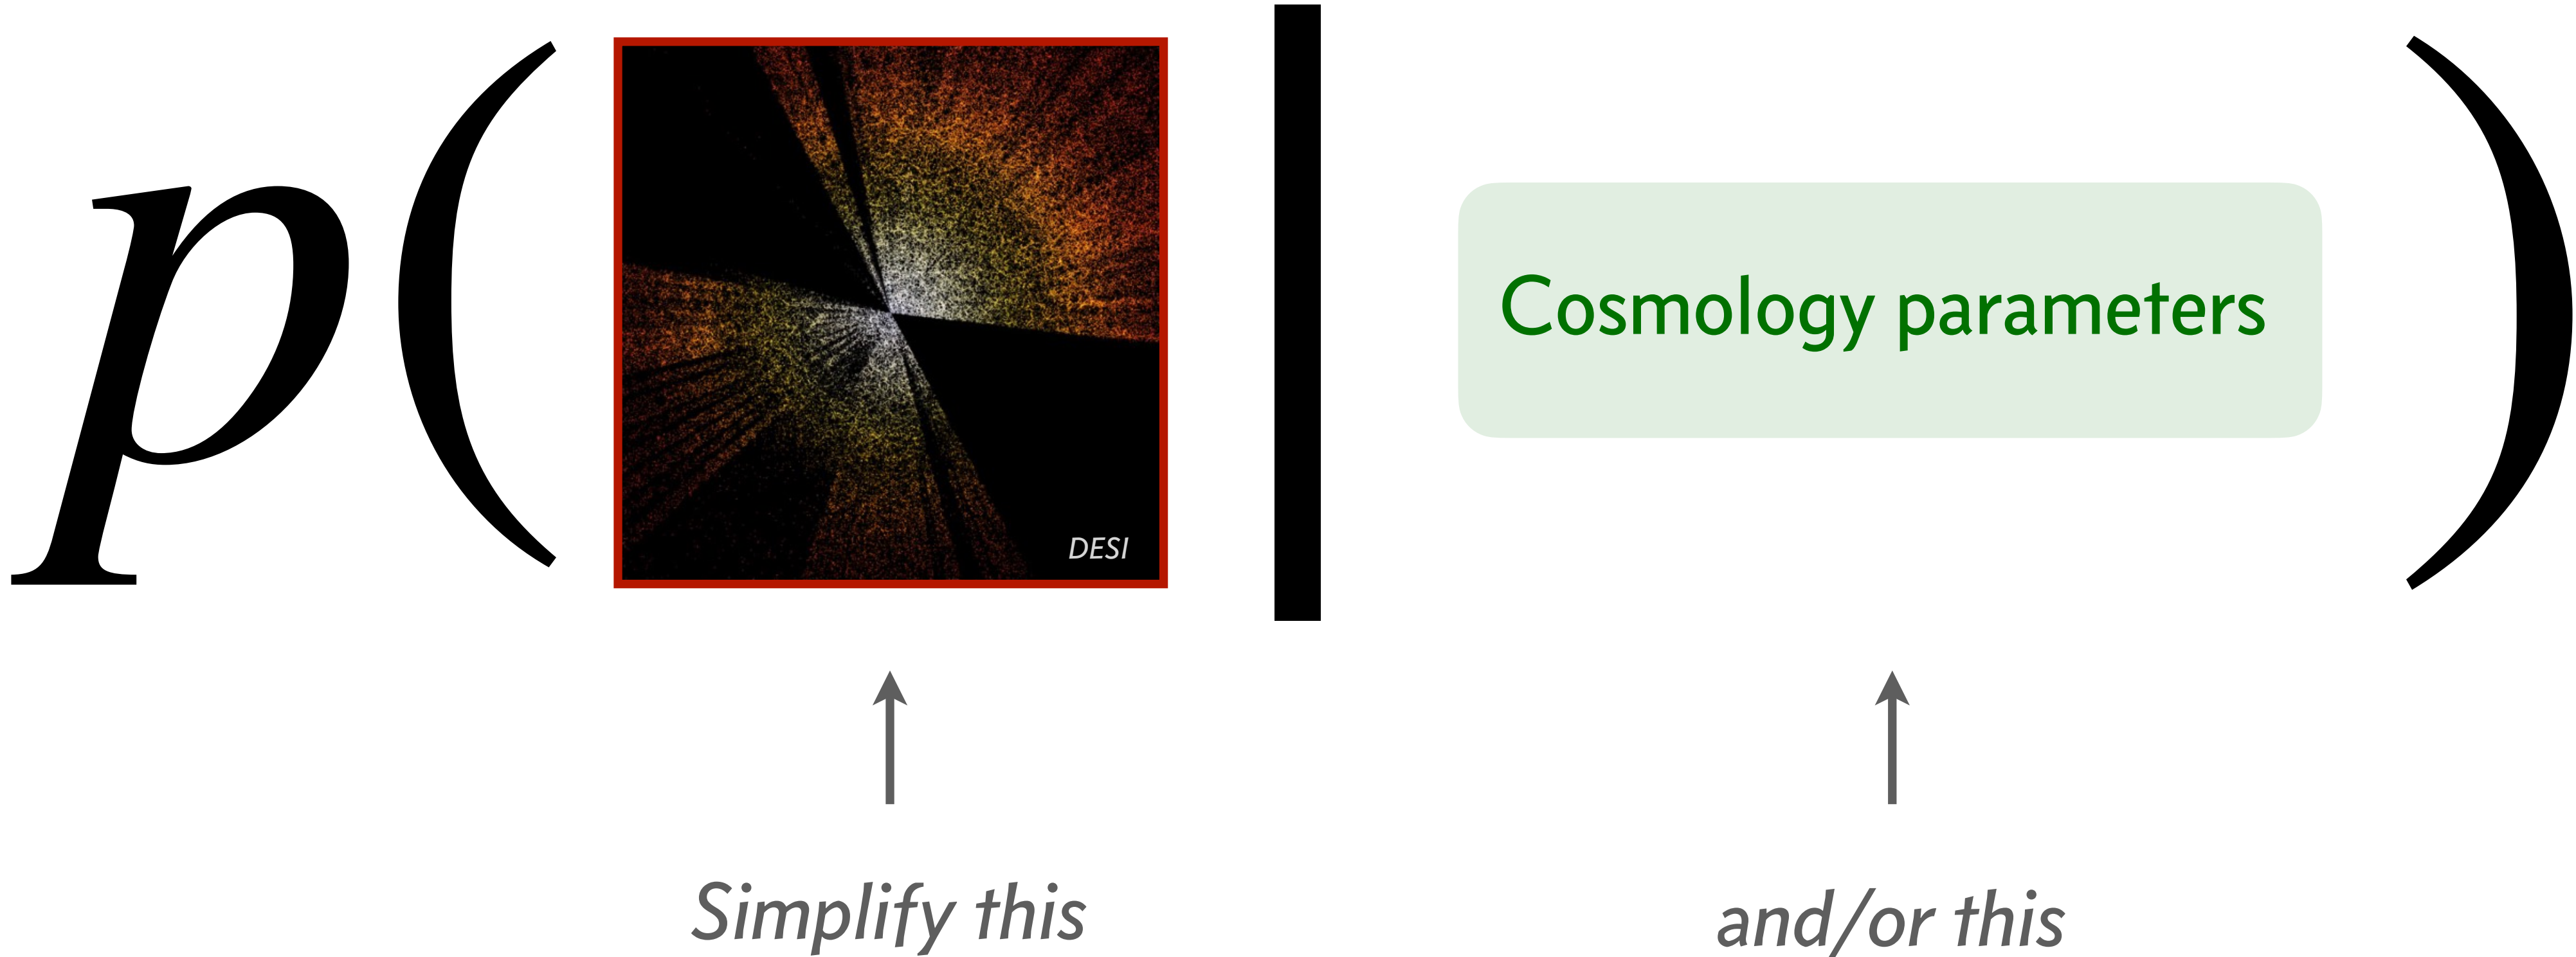 p( | Cosmology parameters )
DESI
Simplify this
and/or this